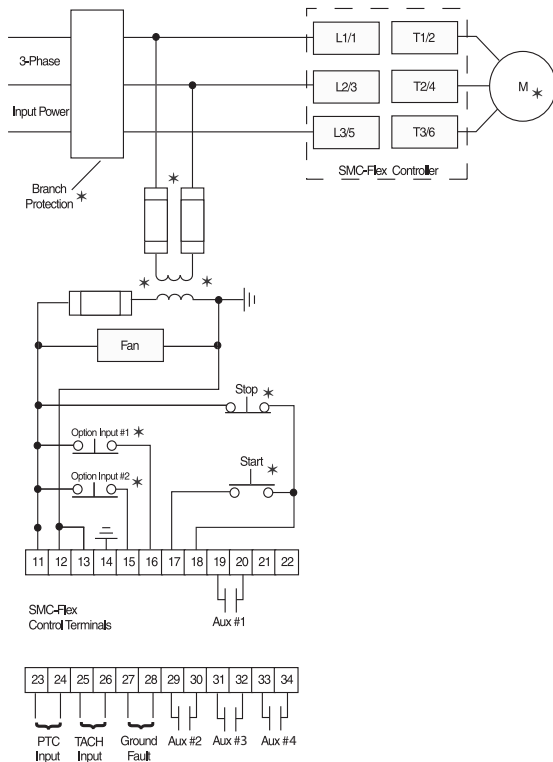 3-Phase
Input Power
Branch
Protection *
L1/1 T1/2
L2/3 T2/4
L3/5 T3/6
M *
SMC-Flex Controller
*
* *
Fan
Stop *
Option Input #1 *
Option Input #2 *
Start *
11 12 13 14 15 16 17 18 19 20 21 22
SMC-Flex
Control Terminals
Aux #1
23 24 25 26 27 28 29 30 31 32 33 34
PTC
Input
TACH
Input
Ground
Fault
Aux #2 Aux #3 Aux #4